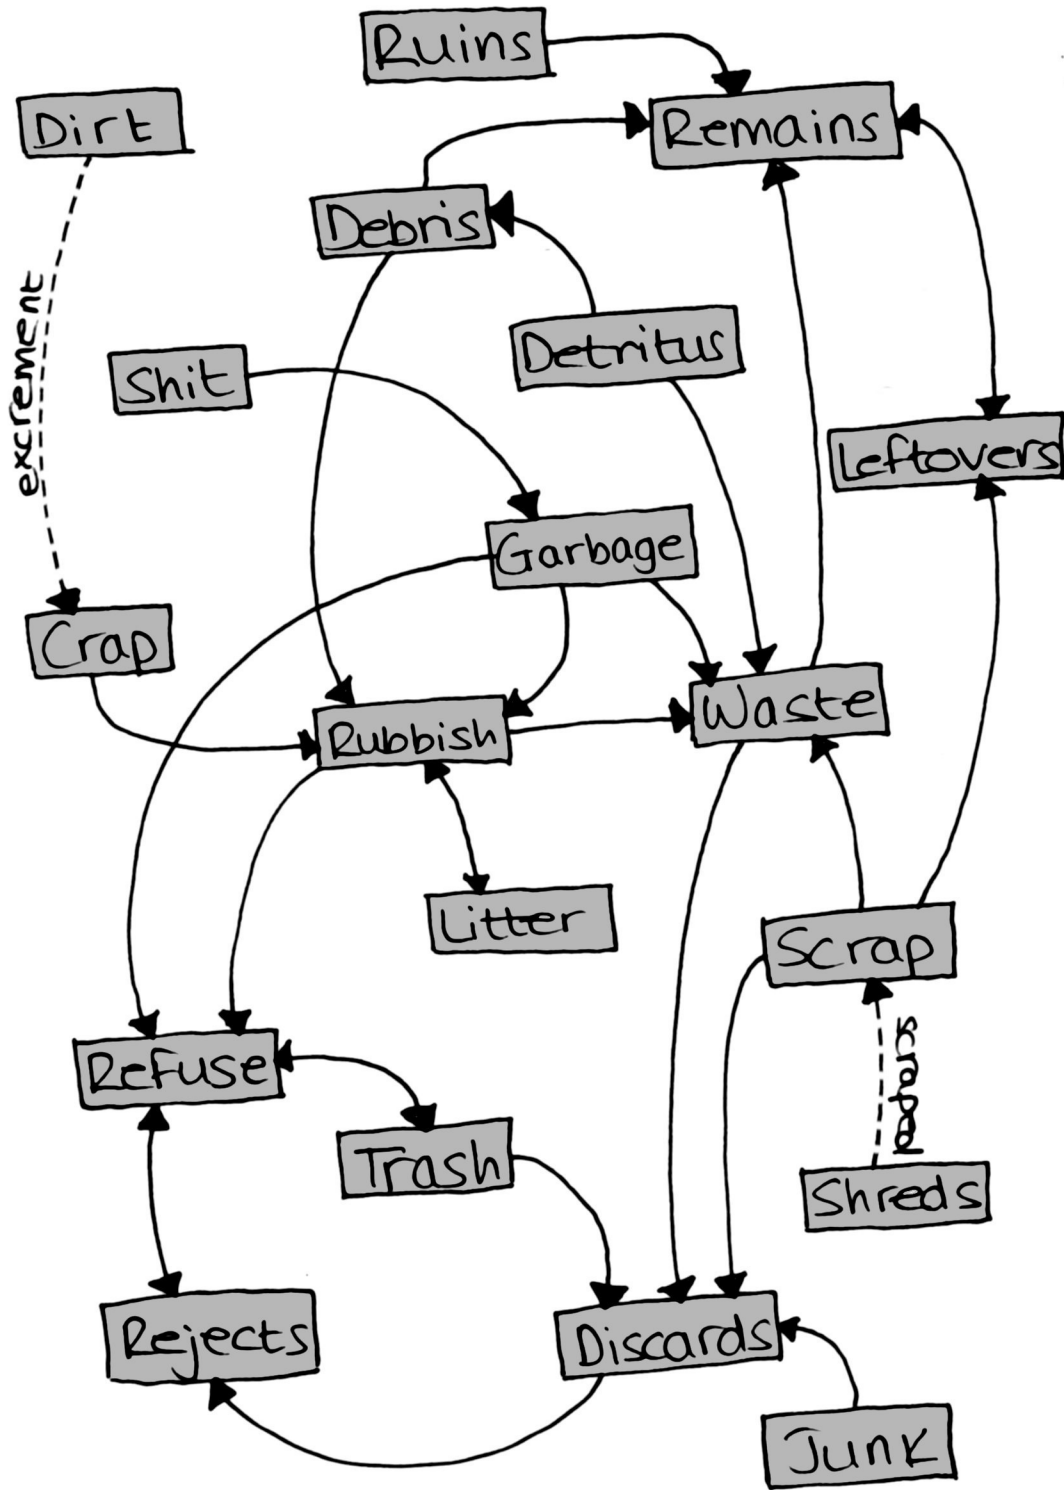 Ruins
Remains
Dirt
Debris
Detritus
excrement
Shit
Leftovers
Garbage
Crap
Waste
Rubbish
Litter
Scrap
Refuse
Trash
Shreds
Rejects
Discards
Junk